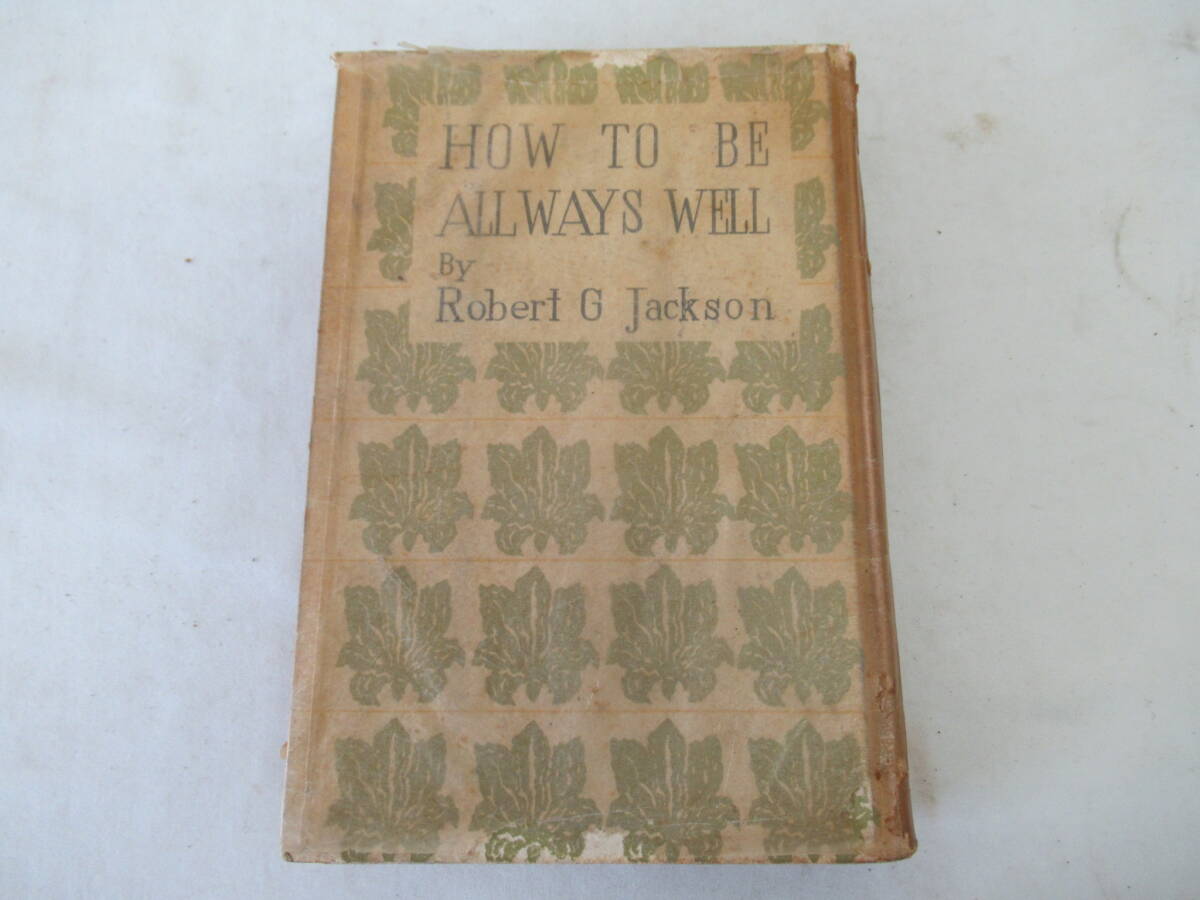 HOW TO BE
ALLWAYS WELL
By
Robert G Jackson